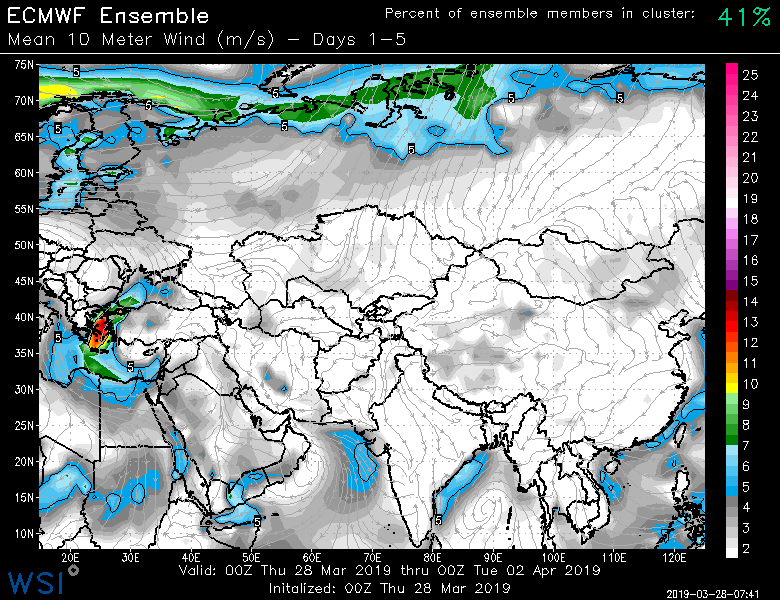 ECMWF Ensemble
Percent of ensemble members in cluster: 41%
Mean 10 Meter Wind (m/s) – Days 1–5
75N
70N
65N
60N
55N
50N
45N
40N
35N
30N
25N
20N
15N
10N
5
5
5
5
5
5
5
5
5
5
5
5
25
24
23
22
21
20
19
18
17
16
15
14
13
12
11
10
9
8
7
6
5
4
3
2
20E 30E 40E 50E 60E 70E 80E 90E 100E 110E 120E
Valid: 00Z Thu 28 Mar 2019 thru 00Z Tue 02 Apr 2019
Initalized: 00Z Thu 28 Mar 2019
WSI
2019-03-28-07:41